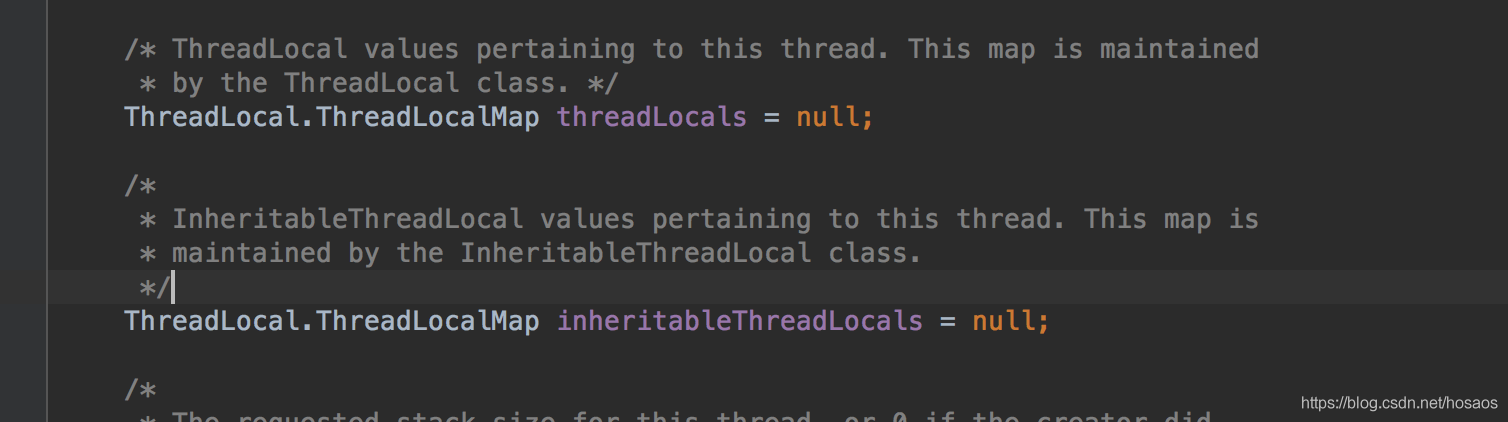 /* ThreadLocal values pertaining to this thread. This map is maintained
 * by the ThreadLocal class. */
ThreadLocal.ThreadLocalMap threadLocals = null;
/*
 * InheritableThreadLocal values pertaining to this thread. This map is
 * maintained by the InheritableThreadLocal class.
 */
ThreadLocal.ThreadLocalMap inheritableThreadLocals = null;
/*
 * The requested stack size for this thread, or 0 if the creator did
https://blog.csdn.net/hosaos